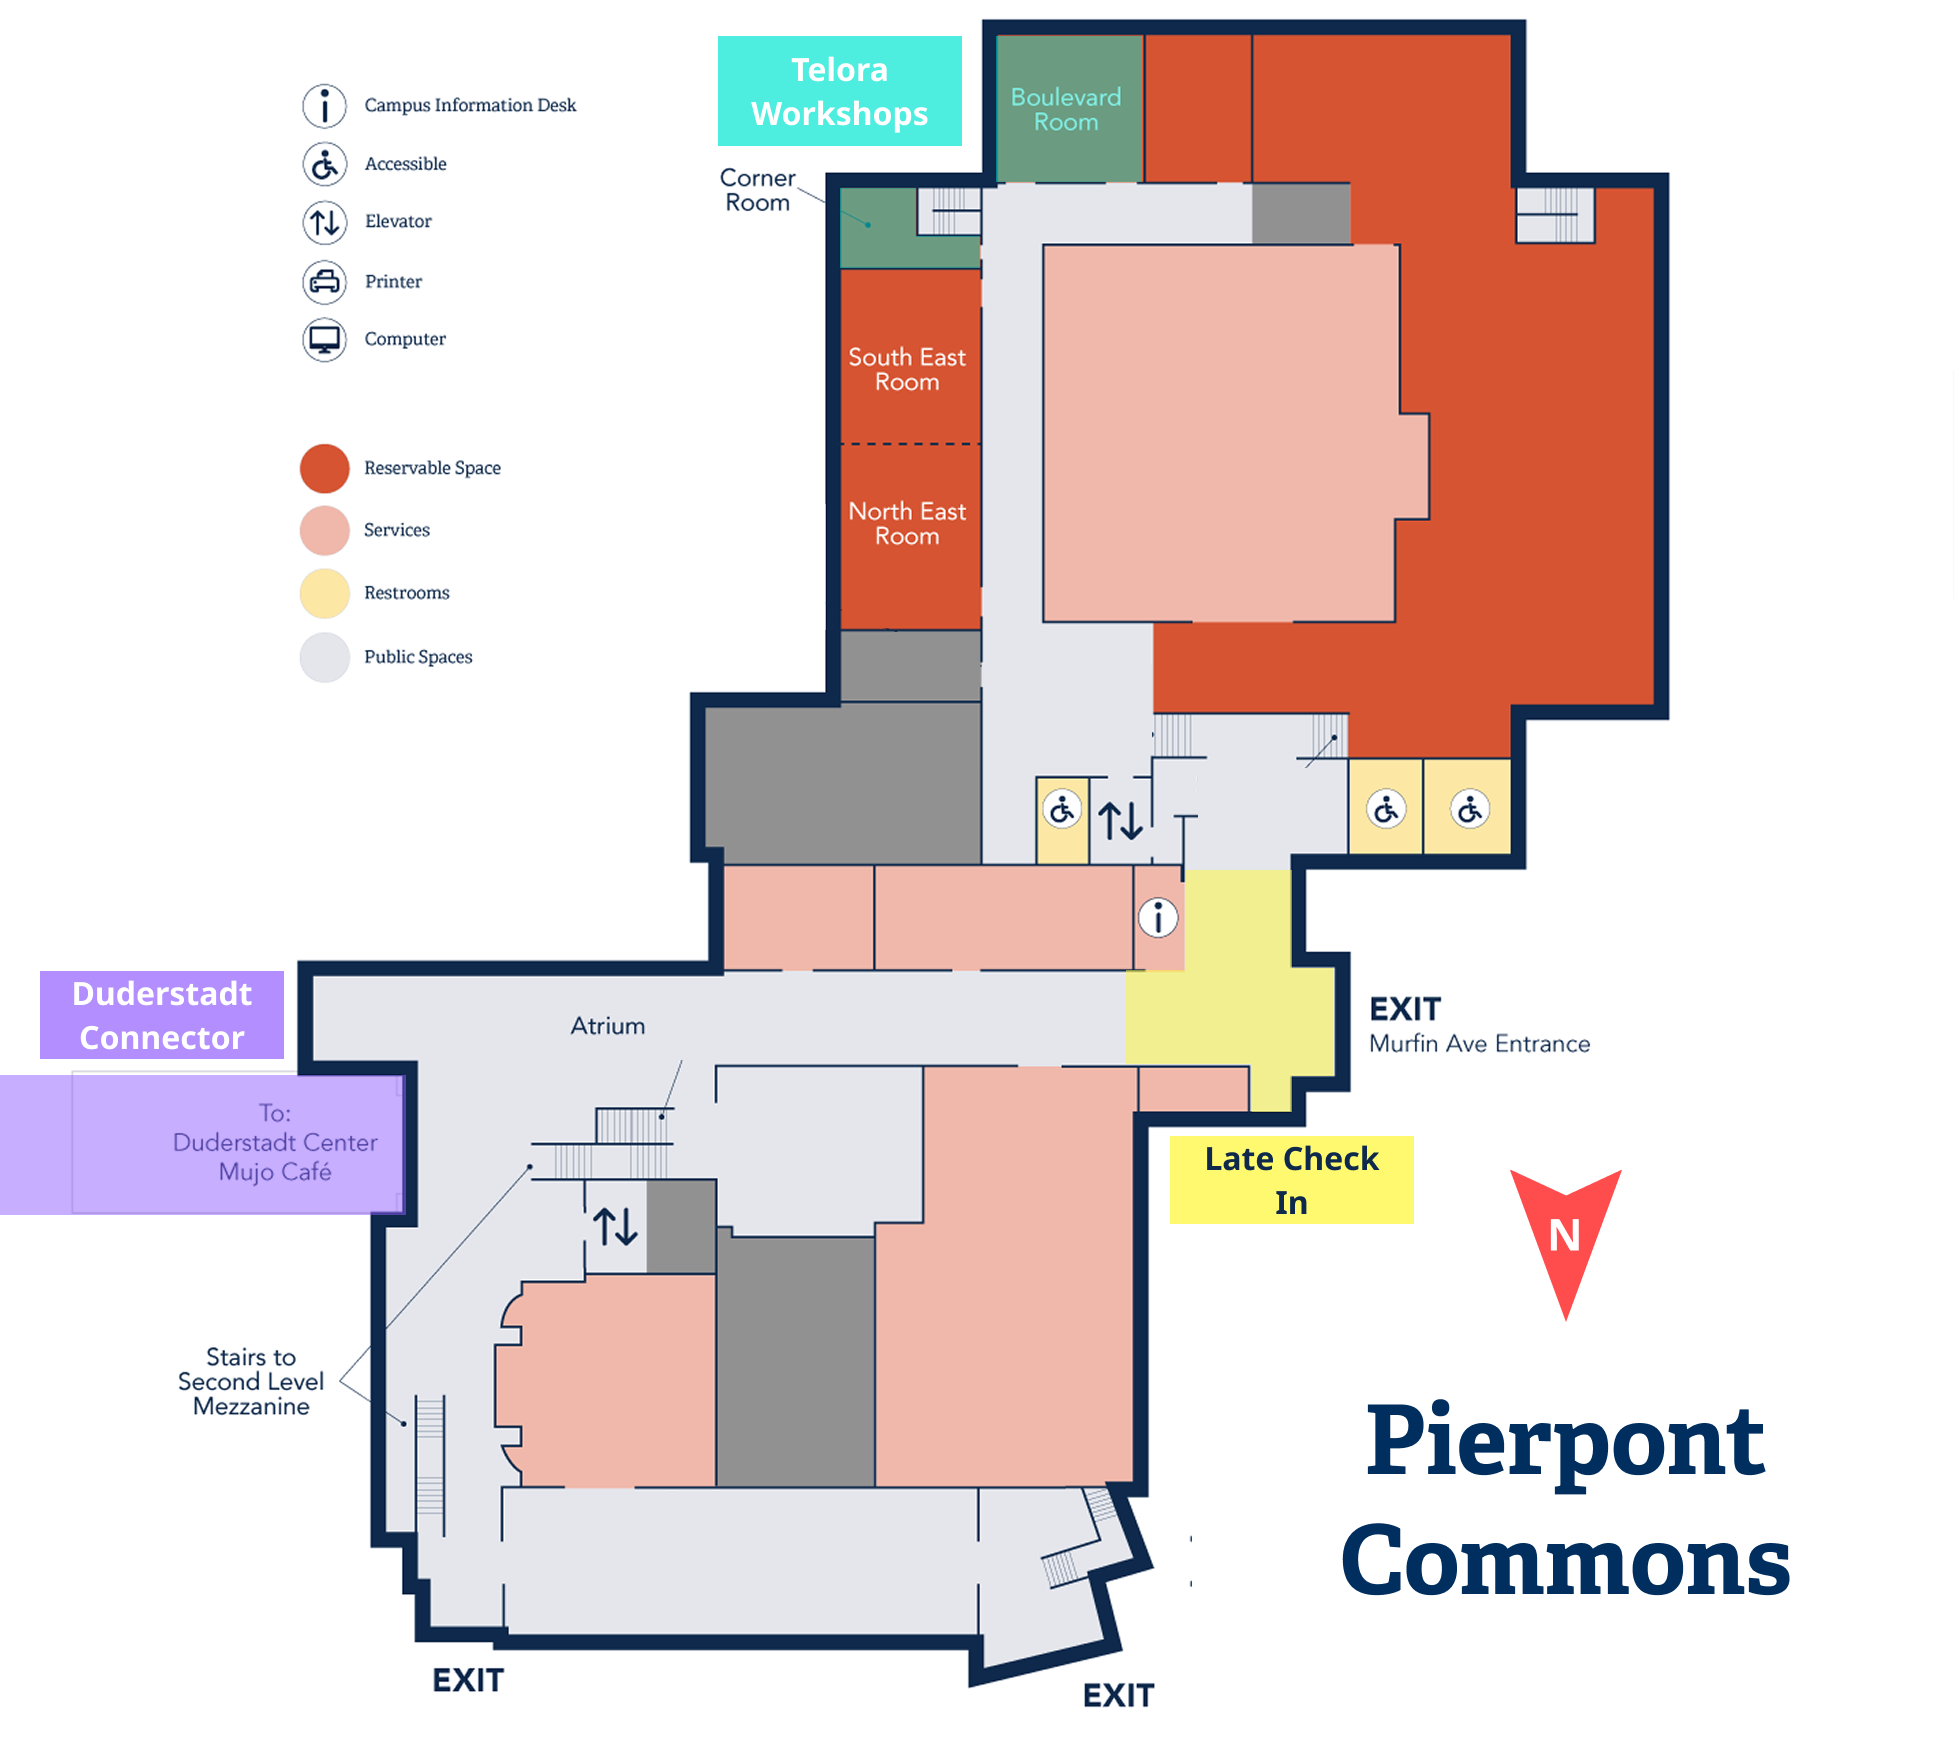 Telora
Workshops
Boulevard
Room
Corner
Room
Campus Information Desk
Accessible
Elevator
Printer
Computer
South East
Room
North East
Room
Reservable Space
Services
Restrooms
Public Spaces
Duderstadt
Connector
Atrium
EXIT
Murfin Ave Entrance
To:
Duderstadt Center
Mujo Café
Late Check
In
N
Stairs to
Second Level
Mezzanine
Pierpont
Commons
EXIT
EXIT